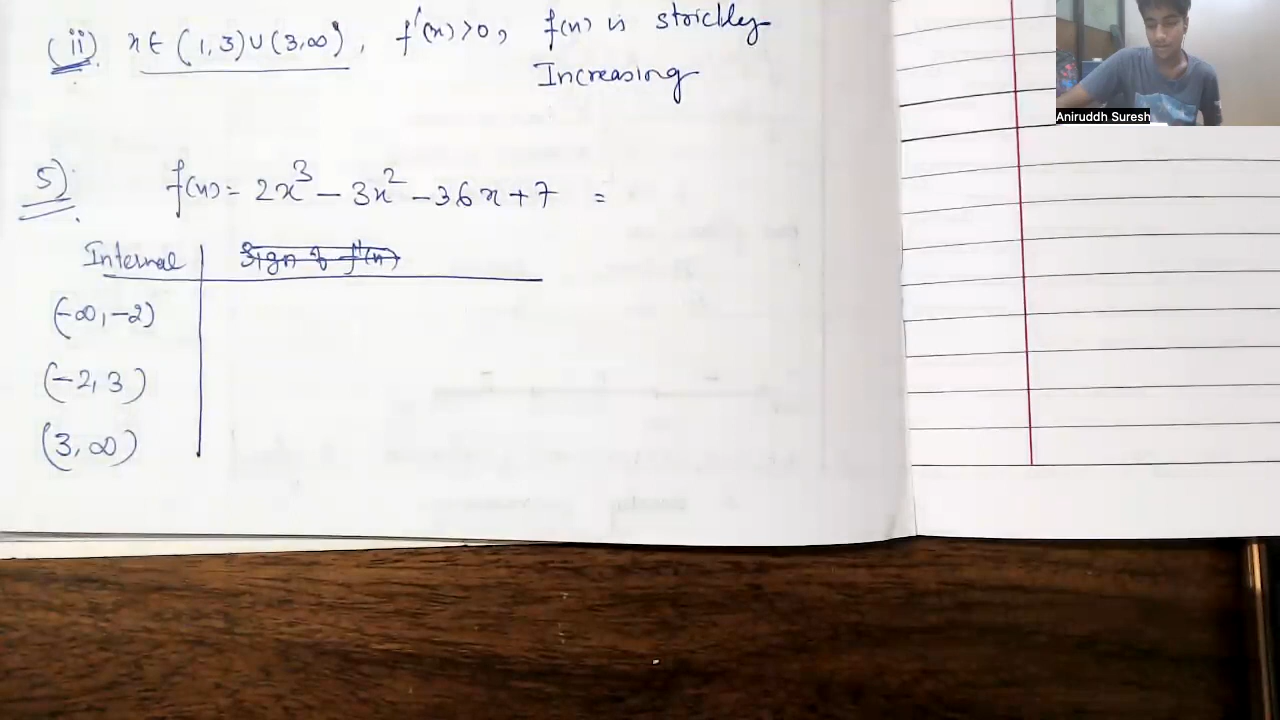 (ii). x ∈ (1,3)∪(3,∞), f'(x)>0, f(x) is strictly
Increasing
Aniruddh Suresh
5). f(x) = 2x³ - 3x² - 36x + 7 =
Interval Sign of f'(x)
(-∞,-2)
(-2,3)
(3,∞)